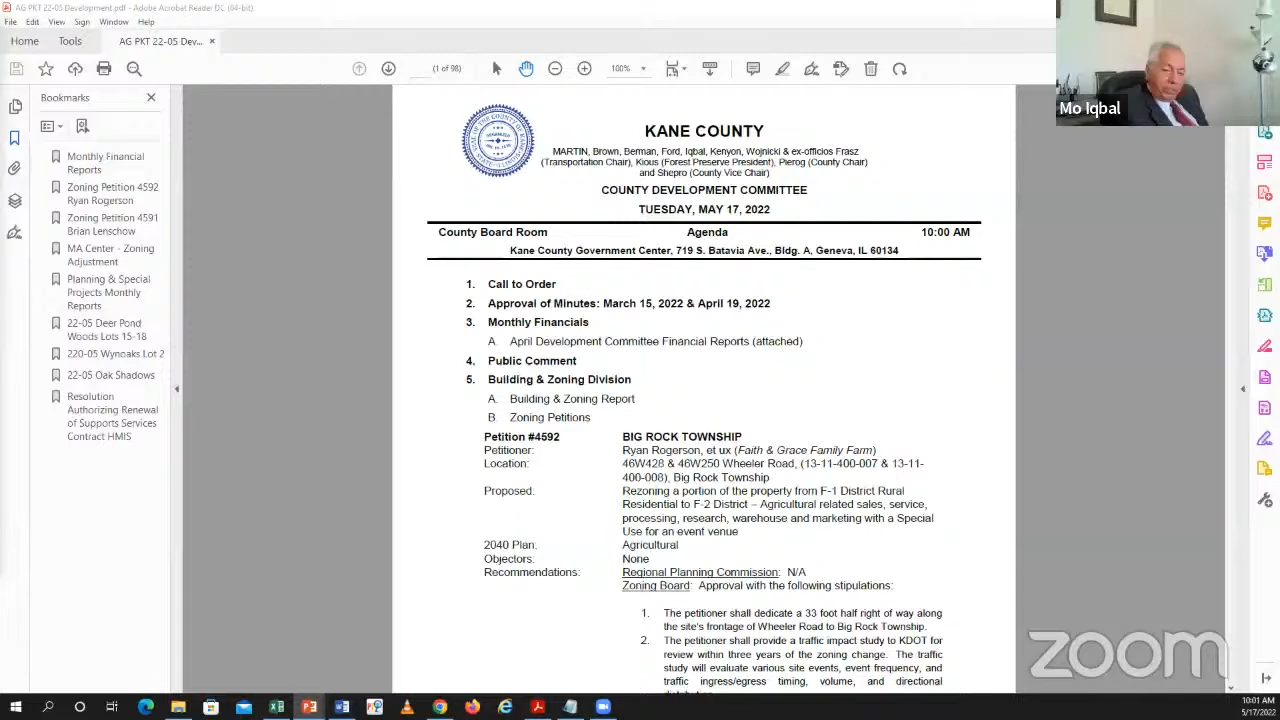 AG PKT 22-05 Development.pdf - Adobe Acrobat Reader DC (64-bit)
File Edit View Sign Window Help
Home Tools AG PKT 22-05 Dev... ×
(1 of 98) 100%
Mo Iqbal
Bookmarks
Monthly Financial
Reports
Zoning Petition 4592
Ryan Rogerson
Zoning Petition 4591
Brian Lenschow
MA Center - Zoning
Adjustment
Planning & Special
Projects Monthly
Reports
22-05 Deer Pond
Woods Lots 15-18
220-05 Wynoaks Lot 2
22-05 Oak Shadows
Resolution
Authorizing Renewal
of Supports Services
Contract HMIS
KANE COUNTY
MARTIN, Brown, Berman, Ford, Iqbal, Kenyon, Wojnicki & ex-officios Frasz
(Transportation Chair), Kious (Forest Preserve President), Pierog (County Chair)
and Shepro (County Vice Chair)
COUNTY DEVELOPMENT COMMITTEE
TUESDAY, MAY 17, 2022
County Board Room Agenda 10:00 AM
Kane County Government Center, 719 S. Batavia Ave., Bldg. A, Geneva, IL 60134
1. Call to Order
2. Approval of Minutes: March 15, 2022 & April 19, 2022
3. Monthly Financials
A. April Development Committee Financial Reports (attached)
4. Public Comment
5. Building & Zoning Division
A. Building & Zoning Report
B. Zoning Petitions
Petition #4592 BIG ROCK TOWNSHIP
Petitioner: Ryan Rogerson, et ux (Faith & Grace Family Farm)
Location: 46W428 & 46W250 Wheeler Road, (13-11-400-007 & 13-11-
400-008), Big Rock Township
Proposed: Rezoning a portion of the property from F-1 District Rural
Residential to F-2 District – Agricultural related sales, service,
processing, research, warehouse and marketing with a Special
Use for an event venue
2040 Plan: Agricultural
Objectors: None
Recommendations: Regional Planning Commission: N/A
Zoning Board: Approval with the following stipulations:
1. The petitioner shall dedicate a 33 foot half right of way along
the site's frontage of Wheeler Road to Big Rock Township.
2. The petitioner shall provide a traffic impact study to KDOT for
review within three years of the zoning change. The traffic
study will evaluate various site events, event frequency, and
traffic ingress/egress timing, volume, and directional
zoom
10:01 AM
5/17/2022